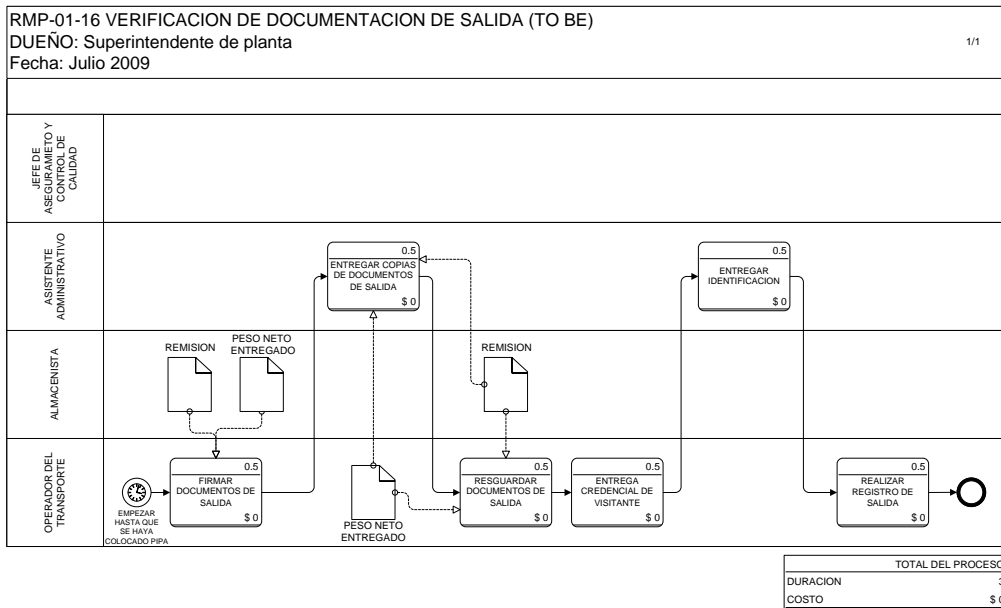 RMP-01-16 VERIFICACION DE DOCUMENTACION DE SALIDA (TO BE)
DUEÑO: Superintendente de planta
1/1
Fecha: Julio 2009
JEFE DE
ASEGURAMIETO Y
CONTROL DE
CALIDAD
ASISTENTE
ADMINISTRATIVO
0.5
ENTREGAR COPIAS
DE DOCUMENTOS
DE SALIDA
$ 0
0.5
ENTREGAR
IDENTIFICACION
$ 0
ALMACENISTA
REMISION
PESO NETO
ENTREGADO
REMISION
OPERADOR DEL
TRANSPORTE
EMPEZAR
HASTA QUE
SE HAYA
COLOCADO PIPA
0.5
FIRMAR
DOCUMENTOS DE
SALIDA
$ 0
PESO NETO
ENTREGADO
0.5
RESGUARDAR
DOCUMENTOS DE
SALIDA
$ 0
0.5
ENTREGA
CREDENCIAL DE
VISITANTE
$ 0
0.5
REALIZAR
REGISTRO DE
SALIDA
$ 0
TOTAL DEL PROCESO
DURACION 3
COSTO $ 0